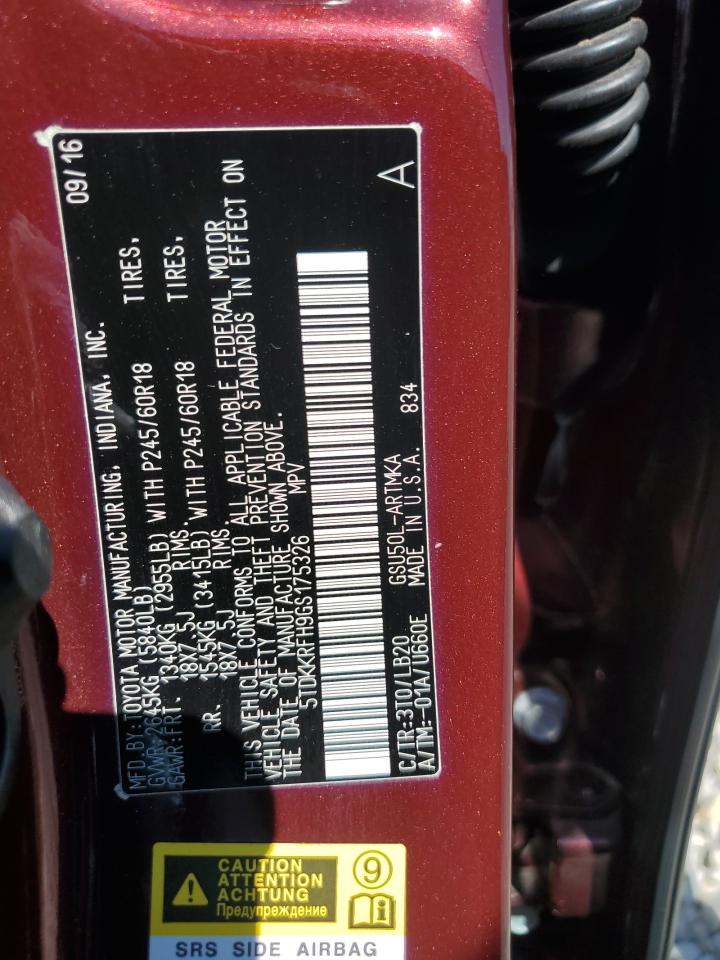 MFD. BY: TOYOTA MOTOR MANUFACTURING, INDIANA, INC. 09/16
GVWR: 2645KG (5840LB)
GAWR: FRT. 1340KG (2955LB) WITH P245/60R18 TIRES,
18X7.5J RIMS.
RR. 1545KG (3415LB) WITH P245/60R18 TIRES,
18X7.5J RIMS
THIS VEHICLE CONFORMS TO ALL APPLICABLE FEDERAL MOTOR
VEHICLE SAFETY AND THEFT PREVENTION STANDARDS IN EFFECT ON
THE DATE OF MANUFACTURE SHOWN ABOVE.
5TDKKRFH9GS175326 MPV
A
C/TR:3T0/LB20 GSU50L-ARTMKA
A/TM:-01A/U660E MADE IN U.S.A. 834
CAUTION
ATTENTION
ACHTUNG
Предупреждение
9
i
SRS SIDE AIRBAG